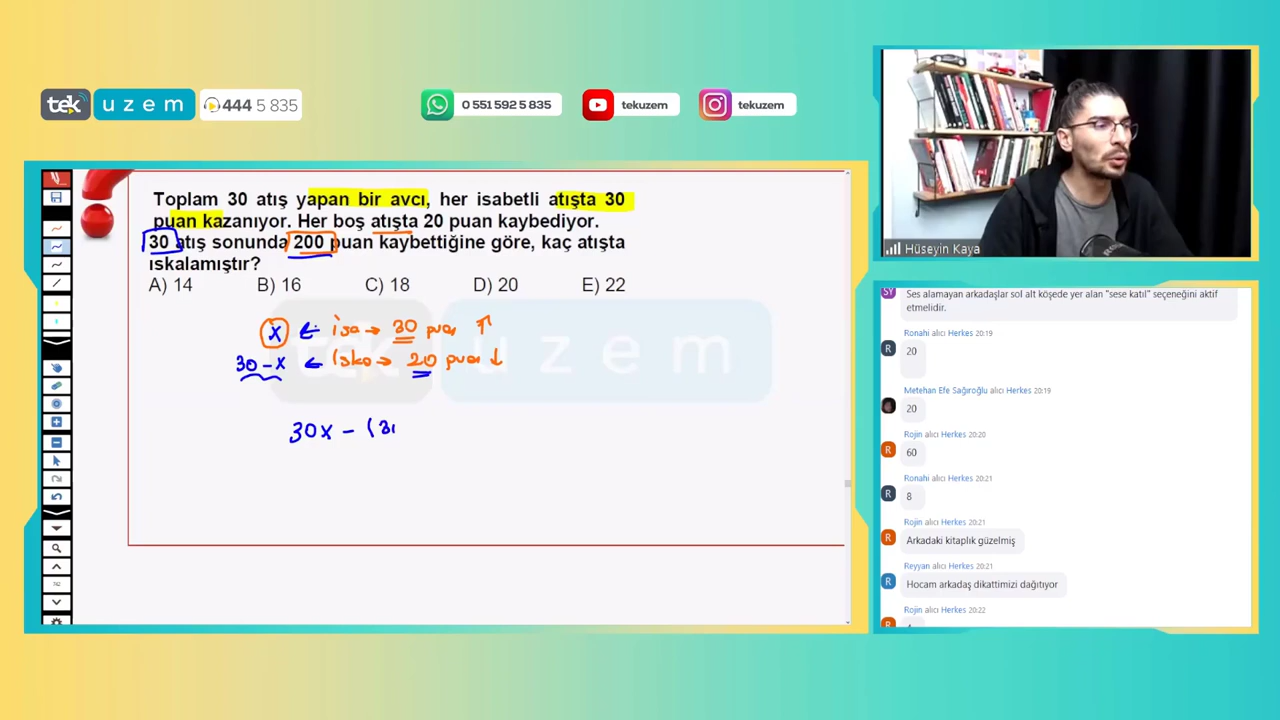 tek uzem 444 5 835
0 551 592 5 835
tekuzem
tekuzem
Toplam 30 atış yapan bir avcı, her isabetli atışta 30
puan kazanıyor. Her boş atışta 20 puan kaybediyor.
30 atış sonunda 200 puan kaybettiğine göre, kaç atışta
ıskalamıştır?
A) 14 B) 16 C) 18 D) 20 E) 22
x ← isa → 30 puan ↑
30-x ← Iska → 20 puan ↓
30x - (30
tek uzem
Hüseyin Kaya
SY
Ses alamayan arkadaşlar sol alt köşede yer alan "sese katıl" seçeneğini aktif
etmelidir.
Ronahi alıcı Herkes 20:19
R 20
Metehan Efe Sağıroğlu alıcı Herkes 20:19
20
Rojin alıcı Herkes 20:20
R 60
Ronahi alıcı Herkes 20:21
R 8
Rojin alıcı Herkes 20:21
R Arkadaki kitaplık güzelmiş
Reyyan alıcı Herkes 20:21
R Hocam arkadaş dikattimizi dağıtıyor
Rojin alıcı Herkes 20:22
R